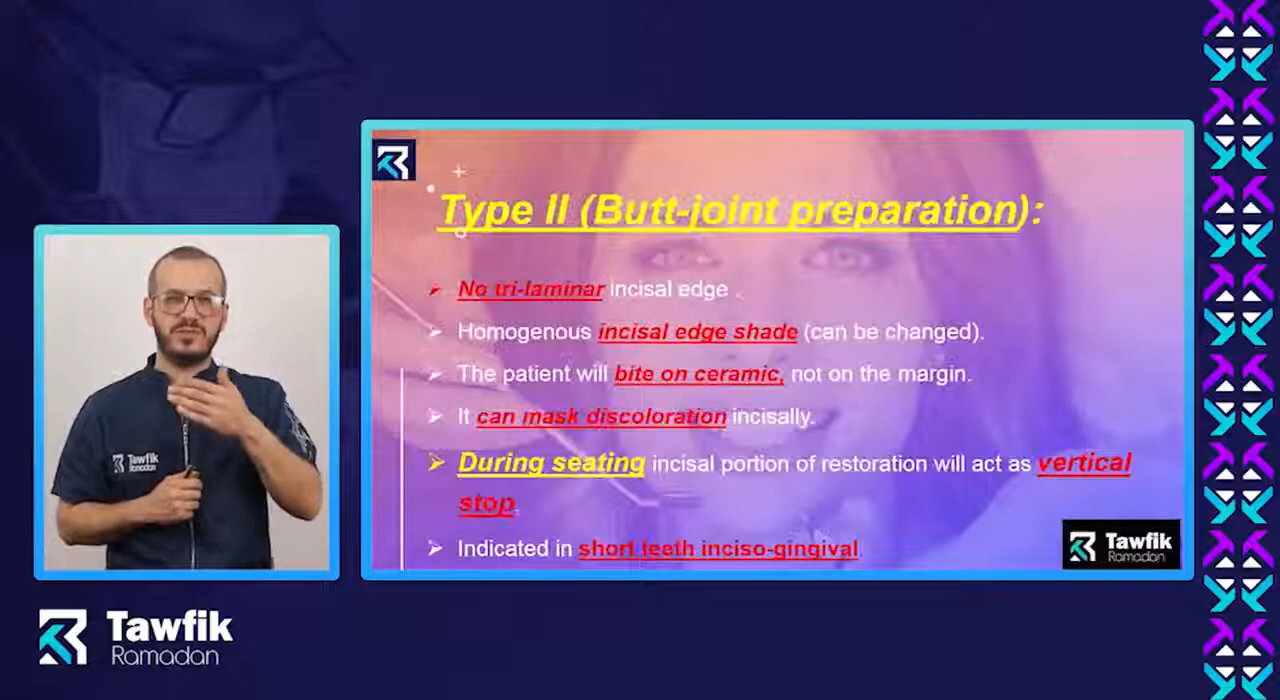 Type II (Butt-joint preparation):
No tri-laminar incisal edge .
Homogenous incisal edge shade (can be changed).
The patient will bite on ceramic, not on the margin.
It can mask discoloration incisally.
During seating incisal portion of restoration will act as vertical
stop.
Indicated in short teeth inciso-gingival
Tawfik
Ramadan
Tawfik
Ramadan
Tawfik
Ramadan